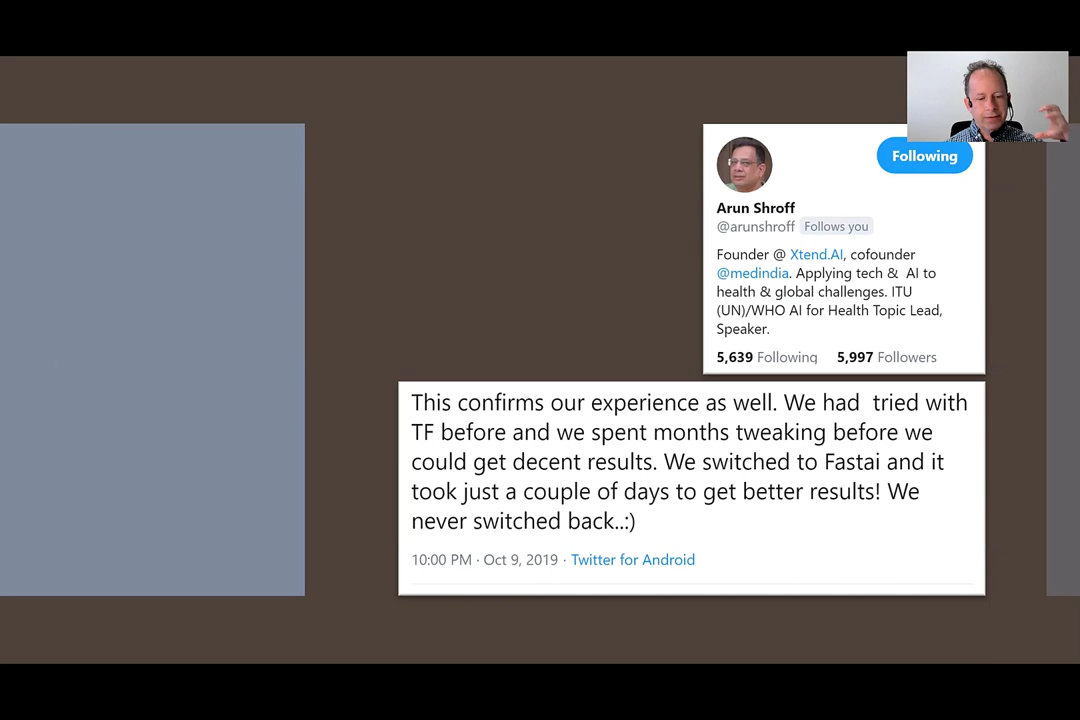 Following
Arun Shroff
@arunshroff Follows you
Founder @ Xtend.AI, cofounder
@medindia. Applying tech & AI to
health & global challenges. ITU
(UN)/WHO AI for Health Topic Lead,
Speaker.
5,639 Following 5,997 Followers
This confirms our experience as well. We had  tried with
TF before and we spent months tweaking before we
could get decent results. We switched to Fastai and it
took just a couple of days to get better results! We
never switched back..:)
10:00 PM · Oct 9, 2019 · Twitter for Android